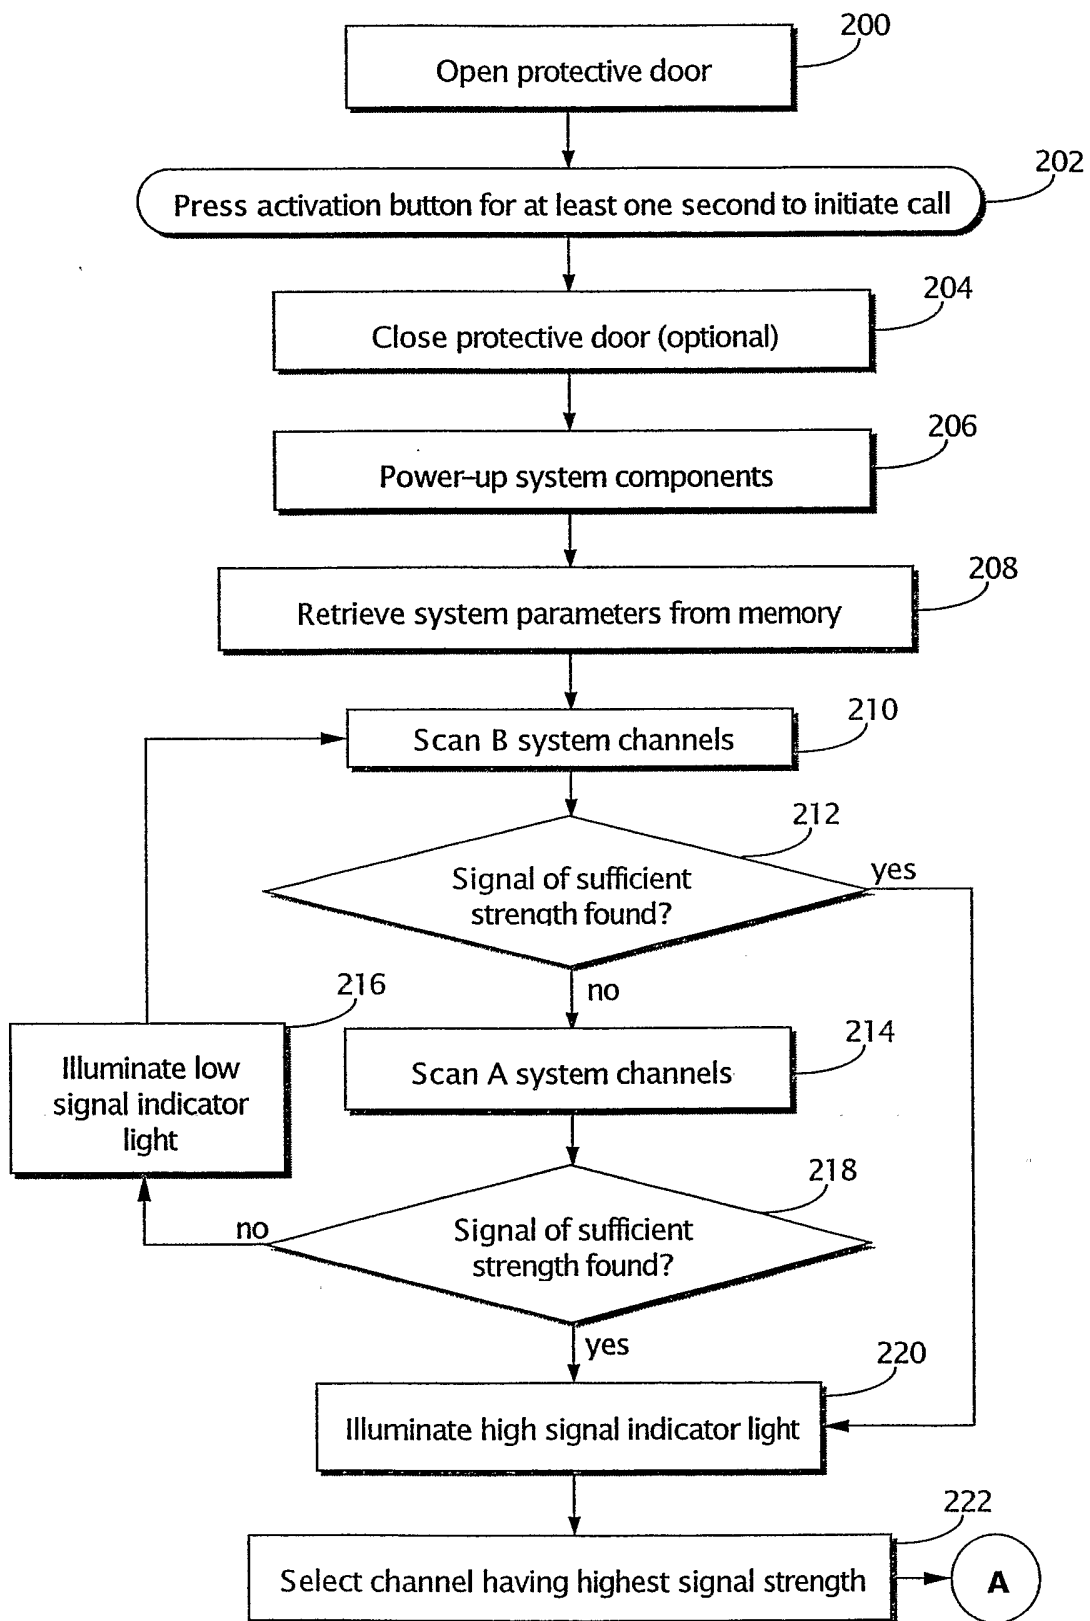 200
Open protective door
202
Press activation button for at least one second to initiate call
204
Close protective door (optional)
206
Power-up system components
208
Retrieve system parameters from memory
210
Scan B system channels
212
Signal of sufficient
strength found?
yes
no
216
Illuminate low
signal indicator
light
214
Scan A system channels
218
Signal of sufficient
strength found?
no
yes
220
Illuminate high signal indicator light
222
Select channel having highest signal strength
A